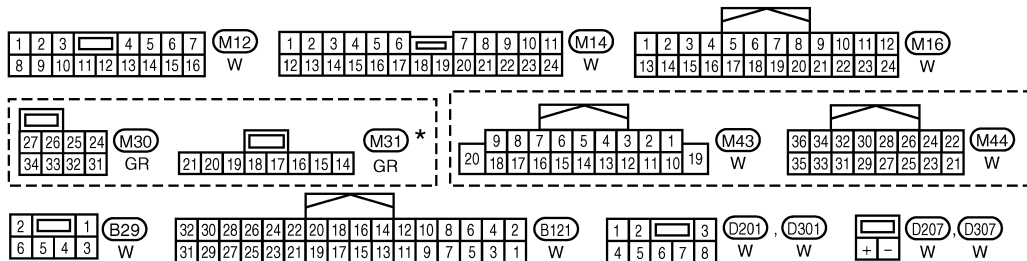 1 2 3 4 5 6 7 M12
8 9 10 11 12 13 14 15 16 W
1 2 3 4 5 6 7 8 9 10 11 M14
12 13 14 15 16 17 18 19 20 21 22 23 24 W
1 2 3 4 5 6 7 8 9 10 11 12 M16
13 14 15 16 17 18 19 20 21 22 23 24 W
27 26 25 24 M30
34 33 32 31 GR
M31 *
21 20 19 18 17 16 15 14 GR
9 8 7 6 5 4 3 2 1 M43
20 18 17 16 15 14 13 12 11 10 19 W
36 34 32 30 28 26 24 22 M44
35 33 31 29 27 25 23 21 W
2 1 B29
6 5 4 3 W
32 30 28 26 24 22 20 18 16 14 12 10 8 6 4 2 B121
31 29 27 25 23 21 19 17 15 13 11 9 7 5 3 1 W
1 2 3 D201 , D301
4 5 6 7 8 W W
D207 , D307
+ − W W